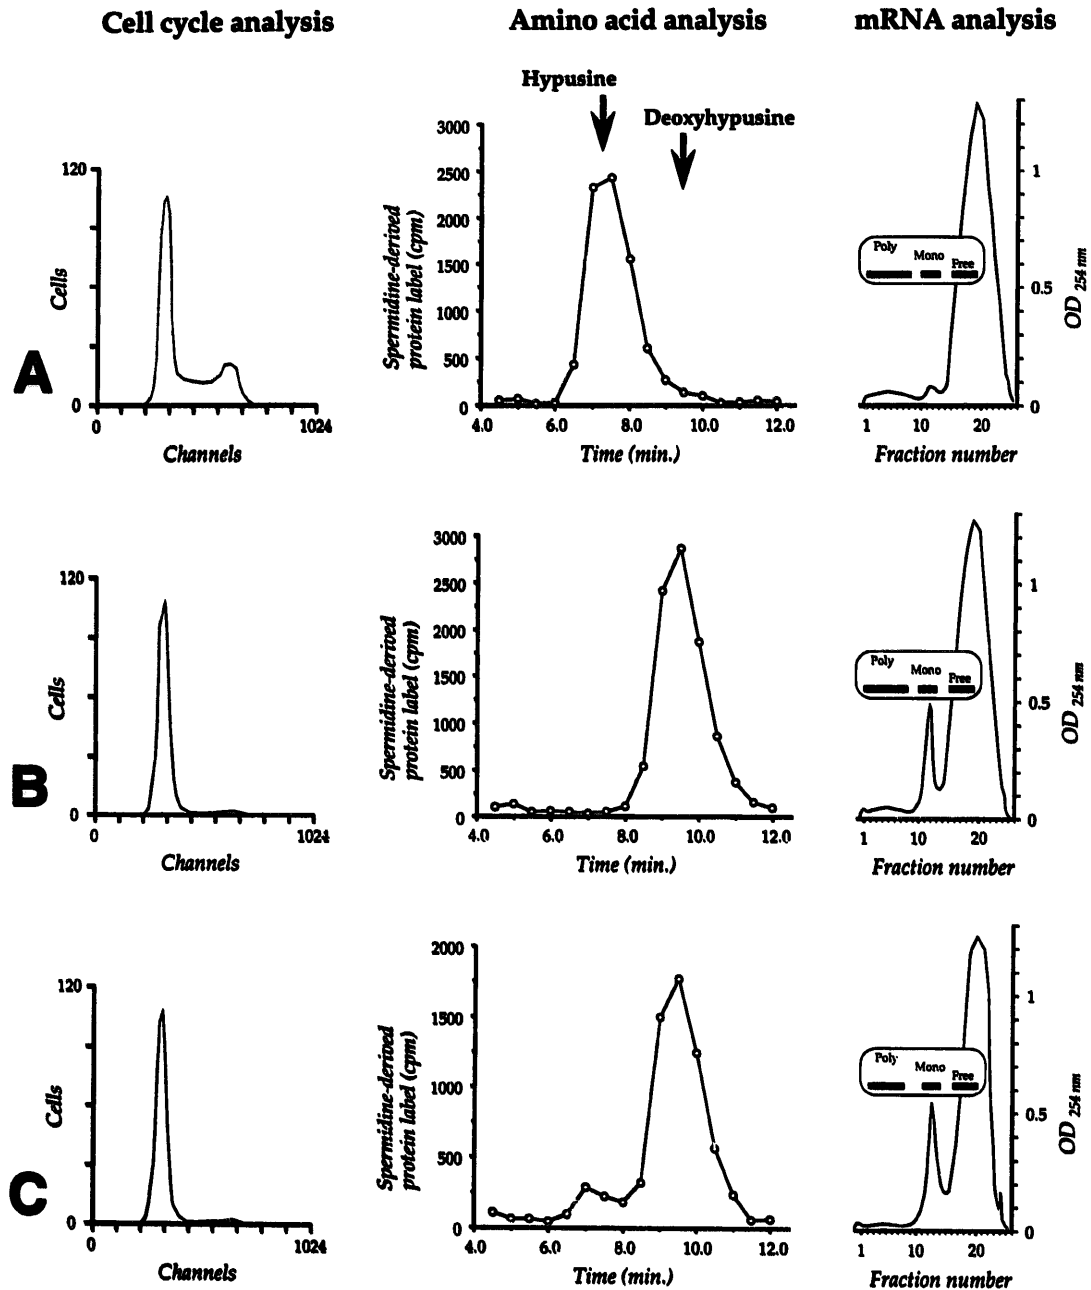 Cell cycle analysis
Amino acid analysis
mRNA analysis
A
120
0
Cells
0
1024
Channels
Hypusine
Deoxyhypusine
3000
2500
2000
1500
1000
500
0
Spermidine-derived
protein label (cpm)
4.0 6.0 8.0 10.0 12.0
Time (min.)
Poly Mono Free
1
0.5
0
OD 254 nm
1 10 20
Fraction number
B
120
0
Cells
0
1024
Channels
3000
2500
2000
1500
1000
500
0
Spermidine-derived
protein label (cpm)
4.0 6.0 8.0 10.0 12.0
Time (min.)
Poly Mono Free
1
0.5
0
OD 254 nm
1 10 20
Fraction number
C
120
0
Cells
0
1024
Channels
2000
1500
1000
500
0
Spermidine-derived
protein label (cpm)
4.0 6.0 8.0 10.0 12.0
Time (min.)
Poly Mono Free
1
0.5
0
OD 254 nm
1 10 20
Fraction number